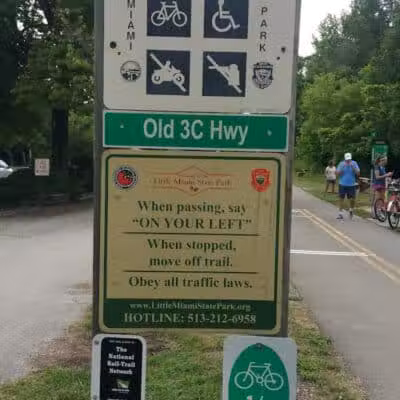 MIAMI
PARK
Old 3C Hwy
Little Miami State Park
When passing, say
"ON YOUR LEFT"
When stopped,
move off trail.
Obey all traffic laws.
www.LittleMiamiStatePark.org
HOTLINE: 513-212-6958
The
National
Rail-Trail
Network